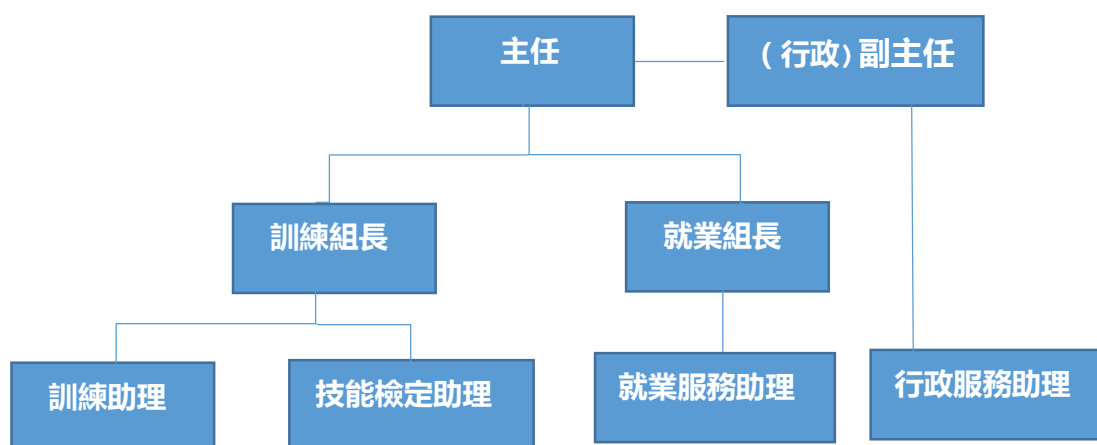 主任
（行政）副主任
訓練組長
就業組長
訓練助理
技能檢定助理
就業服務助理
行政服務助理